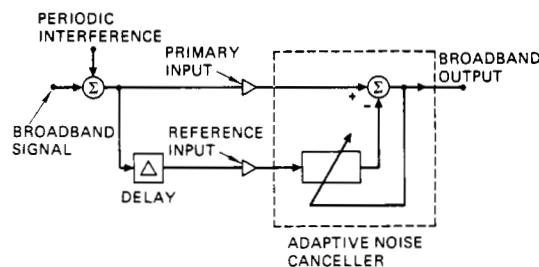 PERIODIC
INTERFERENCE
PRIMARY
INPUT
BROADBAND
OUTPUT
Σ
Σ
+
-
BROADBAND
SIGNAL
REFERENCE
INPUT
Δ
DELAY
ADAPTIVE NOISE
CANCELLER